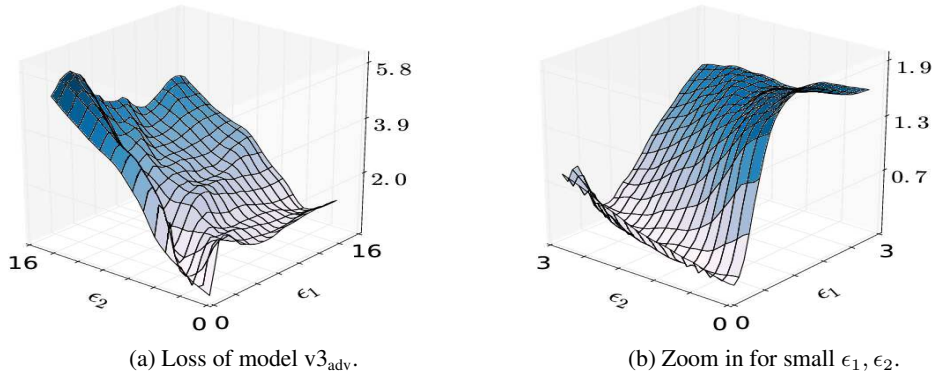 5.8
3.9
2.0
16
16
ϵ₂
ϵ₁
0 0
(a) Loss of model v3adv.
1.9
1.3
0.7
3
3
ϵ₂
ϵ₁
0 0
(b) Zoom in for small ϵ₁, ϵ₂.